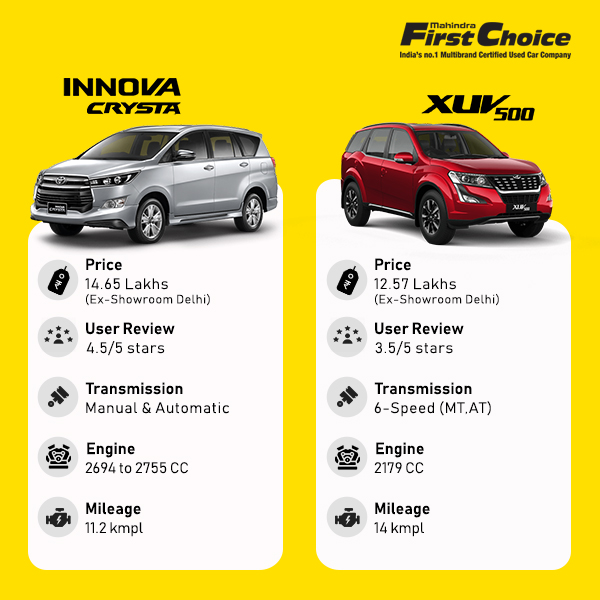 Mahindra
First Choice
India's no.1 Multibrand Certified Used Car Company
INNOVA
CRYSTA
Price
14.65 Lakhs
(Ex-Showroom Delhi)
User Review
4.5/5 stars
Transmission
Manual & Automatic
Engine
2694 to 2755 CC
Mileage
11.2 kmpl
XUV500
XUV500
Price
12.57 Lakhs
(Ex-Showroom Delhi)
User Review
3.5/5 stars
Transmission
6-Speed (MT,AT)
Engine
2179 CC
Mileage
14 kmpl